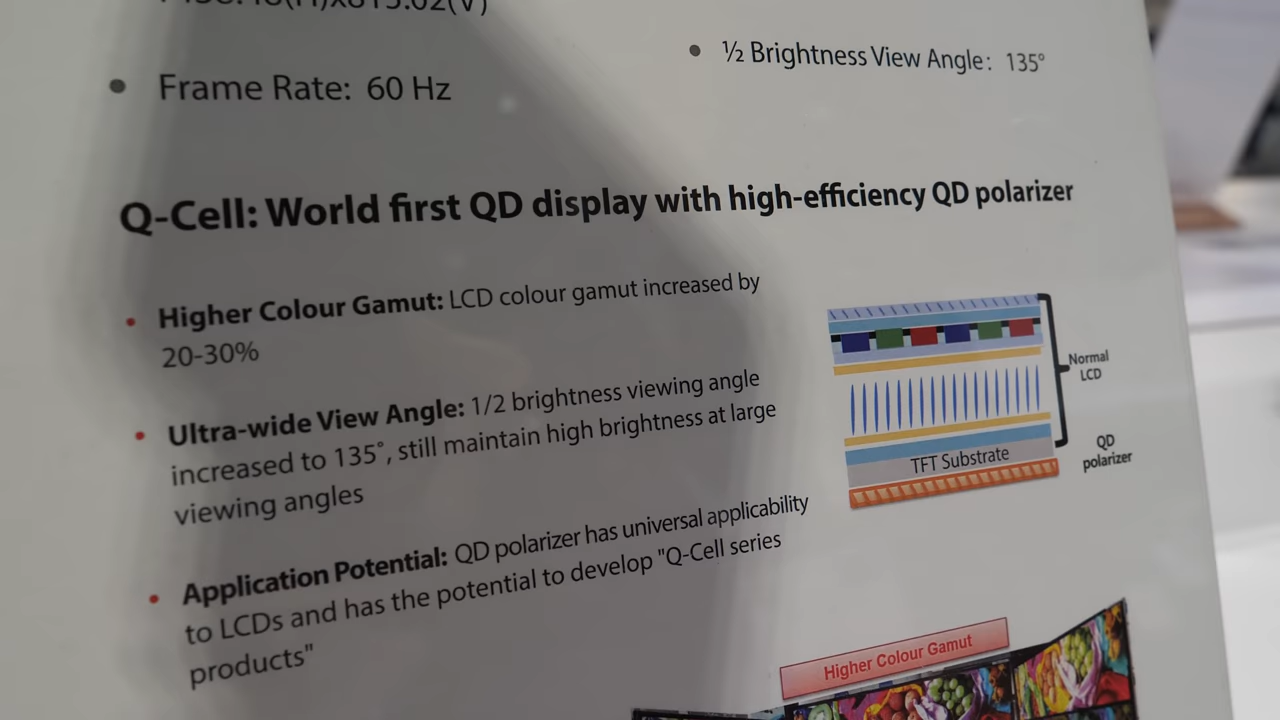 • Frame Rate: 60 Hz
• ½ Brightness View Angle: 135°
Q-Cell: World first QD display with high-efficiency QD polarizer
• Higher Colour Gamut: LCD colour gamut increased by
20-30%
• Ultra-wide View Angle: 1/2 brightness viewing angle
increased to 135°, still maintain high brightness at large
viewing angles
• Application Potential: QD polarizer has universal applicability
to LCDs and has the potential to develop "Q-Cell series
products"
Normal
LCD
QD
polarizer
TFT Substrate
Higher Colour Gamut